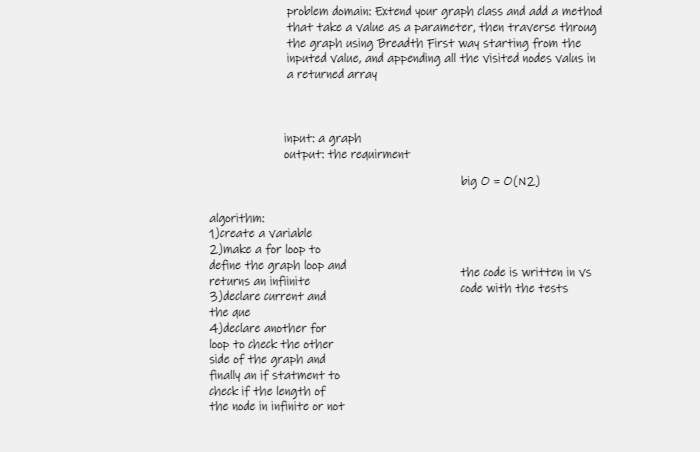 problem domain: Extend your graph class and add a method
that take a value as a parameter, then traverse throug
the graph using Breadth First way starting from the
inputed value, and appending all the visited nodes valus in
a returned array
input: a graph
output: the requirment
big O = O(N2)
algorithm:
1)create a variable
2)make a for loop to
define the graph loop and
returns an infiinite
3)declare current and
the que
4)declare another for
loop to check the other
side of the graph and
finally an if statment to
check if the length of
the node in infinite or not
the code is written in vs
code with the tests